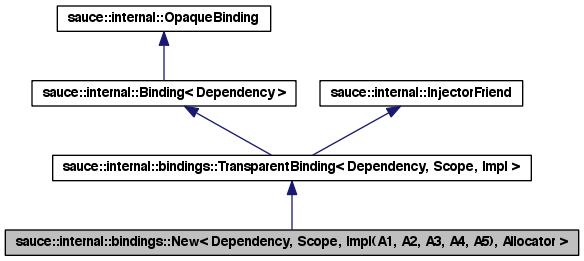 sauce::internal::OpaqueBinding
sauce::internal::Binding< Dependency >
sauce::internal::InjectorFriend
sauce::internal::bindings::TransparentBinding< Dependency, Scope, Impl >
sauce::internal::bindings::New< Dependency, Scope, Impl(A1, A2, A3, A4, A5), Allocator >